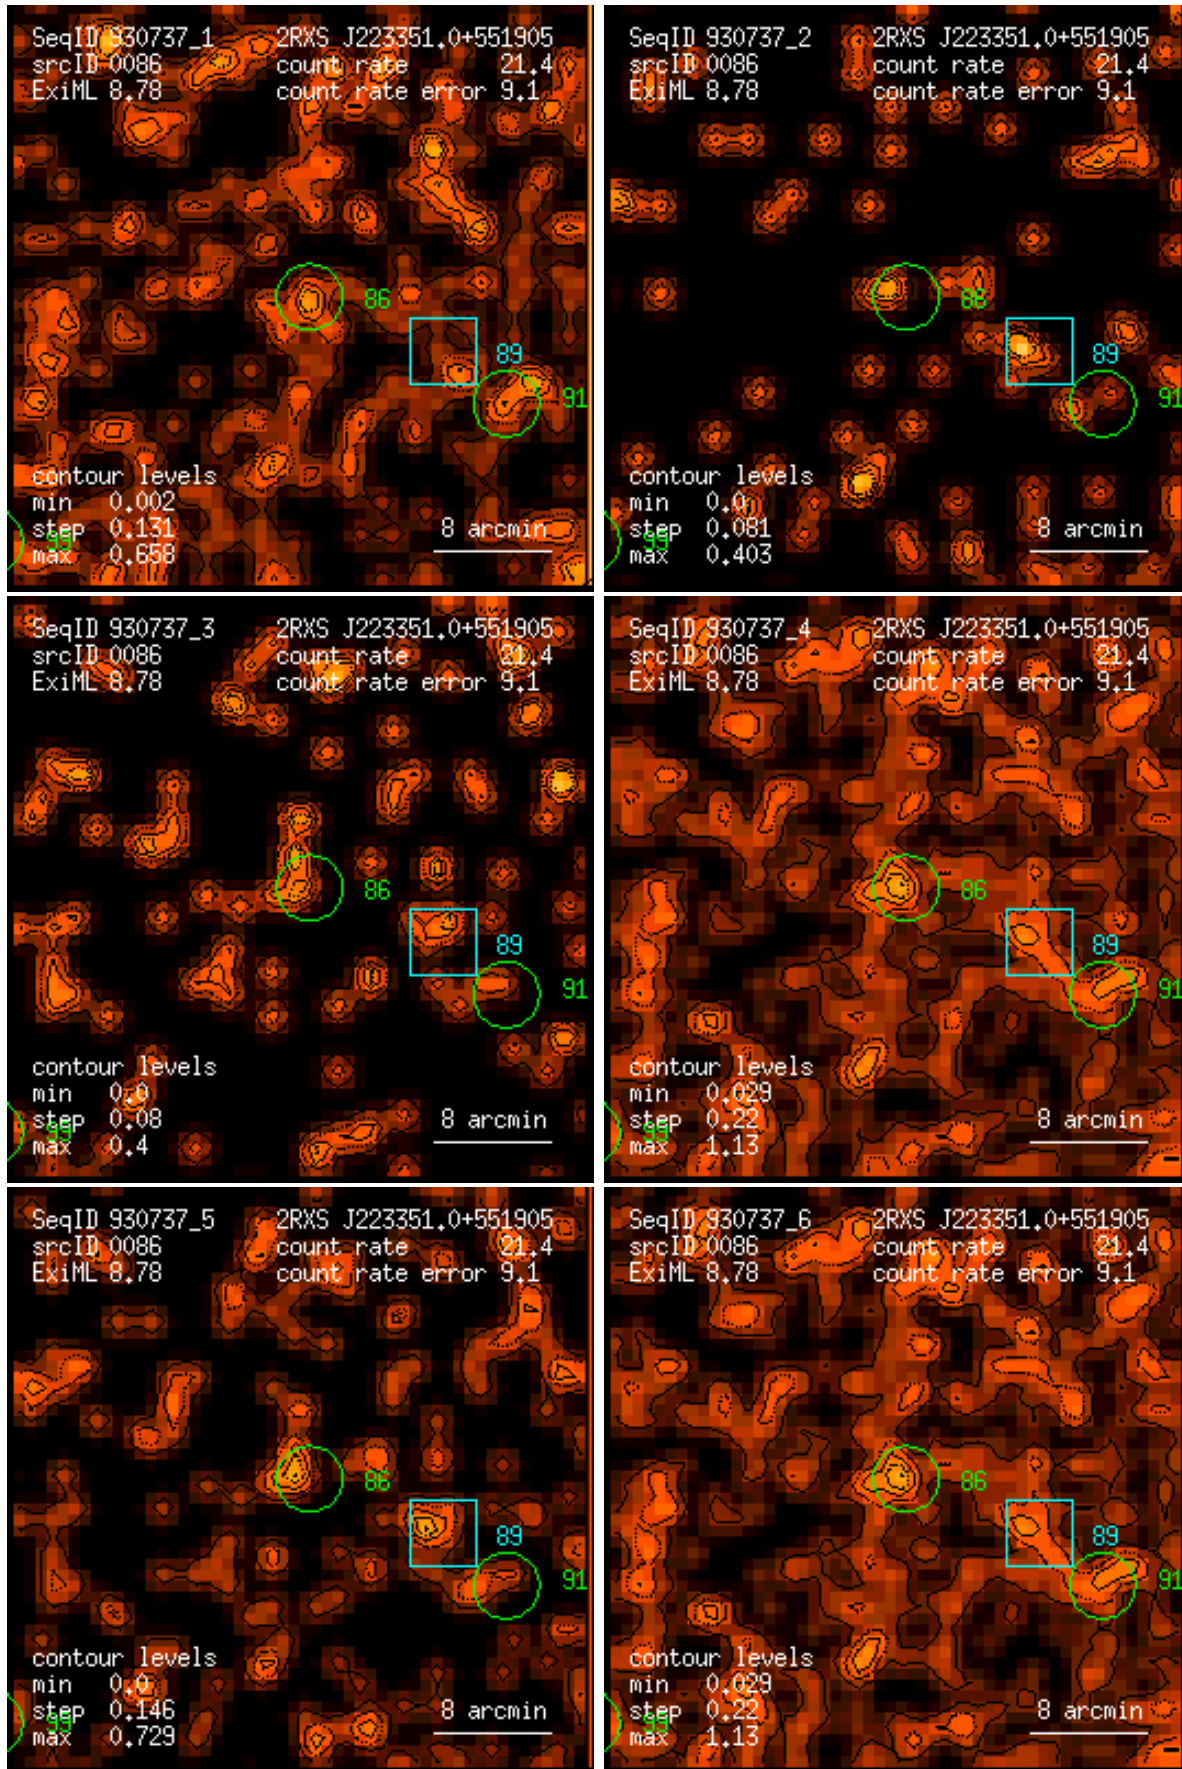 SeqID 930737_1 2RXS J223351.0+551905
srcID 0086 count rate 21.4
ExiML 8.78 count rate error 9.1
86
89
91
contour levels
min 0.002
step 0.131 8 arcmin
99
max 0.658
SeqID 930737_2 2RXS J223351.0+551905
srcID 0086 count rate 21.4
ExiML 8.78 count rate error 9.1
86
89
91
contour levels
min 0.0
step 0.081 8 arcmin
99
max 0.403
SeqID 930737_3 2RXS J223351.0+551905
srcID 0086 count rate 21.4
ExiML 8.78 count rate error 9.1
86
89
91
contour levels
min 0.0
step 0.08 8 arcmin
99
max 0.4
SeqID 930737_4 2RXS J223351.0+551905
srcID 0086 count rate 21.4
ExiML 8.78 count rate error 9.1
86
89
91
contour levels
min 0.029
step 0.22 8 arcmin
99
max 1.13
SeqID 930737_5 2RXS J223351.0+551905
srcID 0086 count rate 21.4
ExiML 8.78 count rate error 9.1
86
89
91
contour levels
min 0.0
step 0.146 8 arcmin
99
max 0.729
SeqID 930737_6 2RXS J223351.0+551905
srcID 0086 count rate 21.4
ExiML 8.78 count rate error 9.1
86
89
91
contour levels
min 0.029
step 0.22 8 arcmin
99
max 1.13